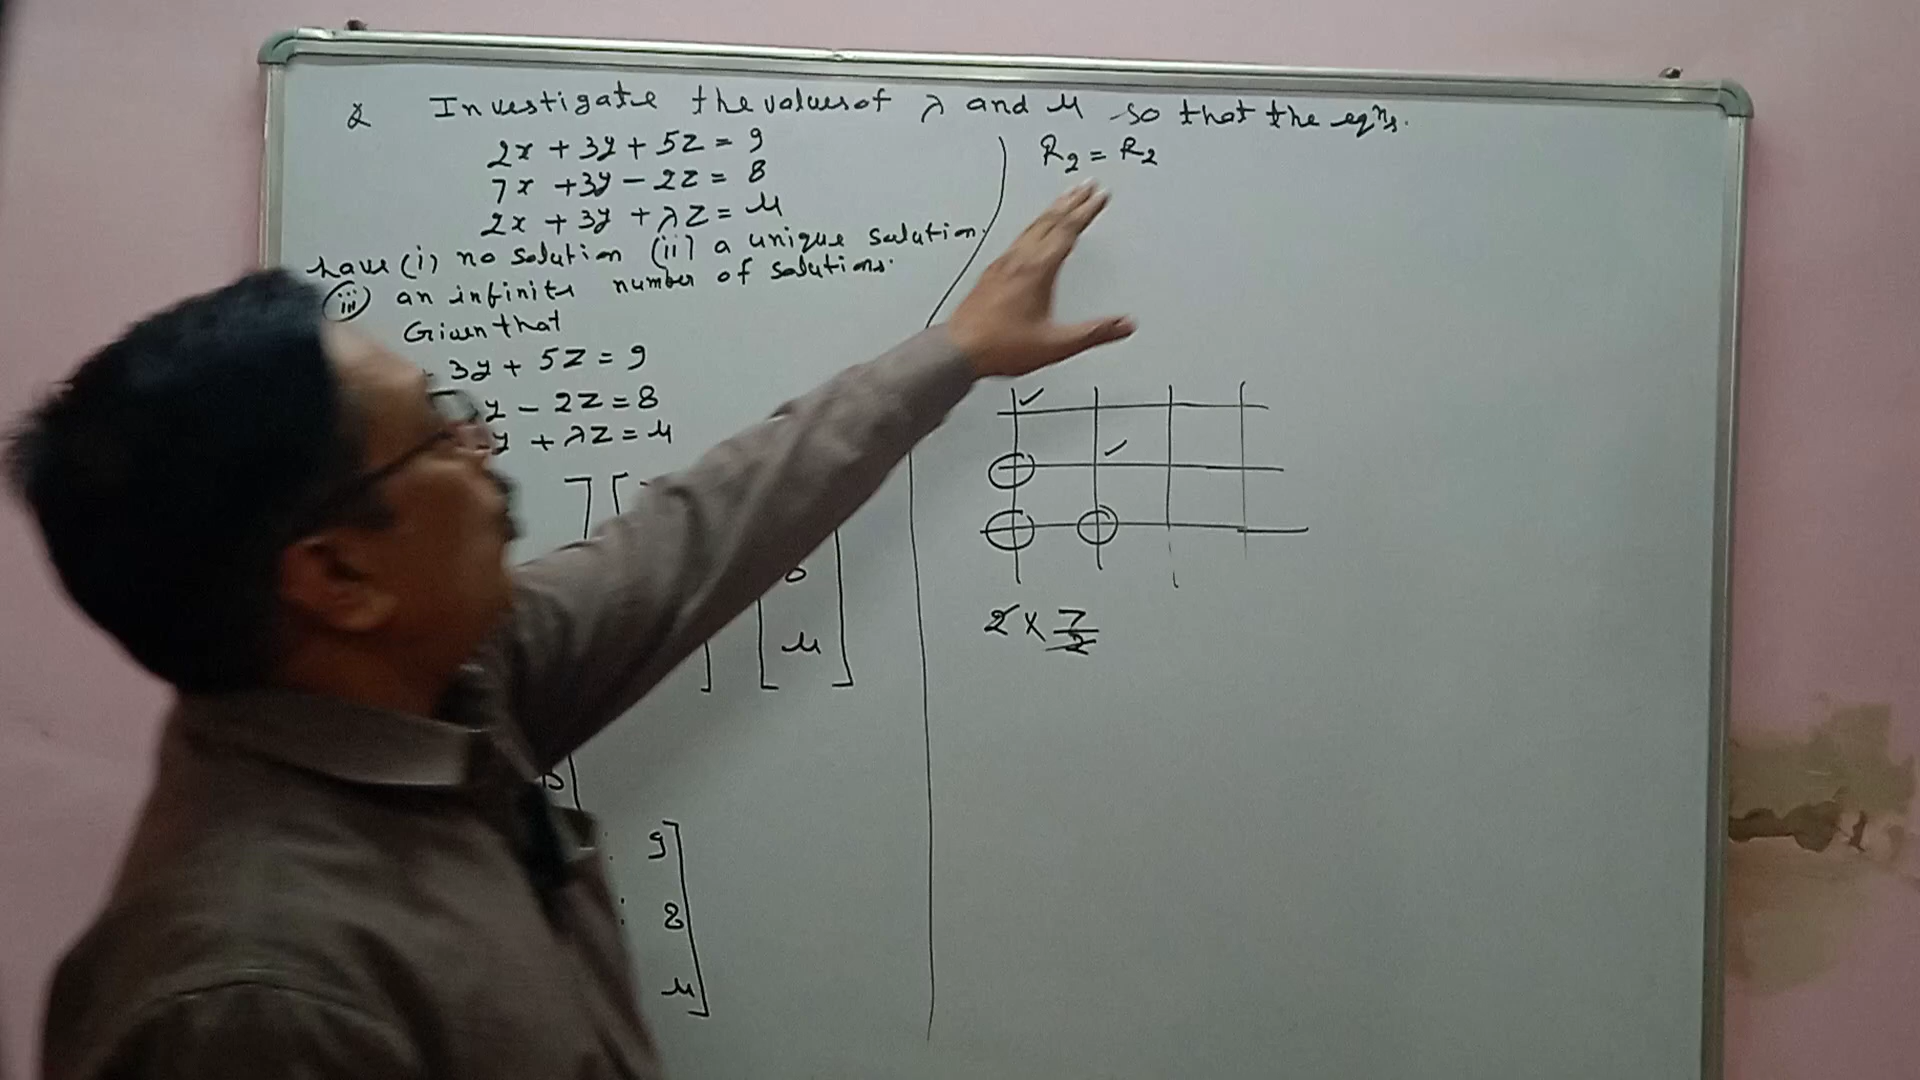 Investigate the values of λ and μ so that the eqⁿs.
2x + 3y + 5z = 9
7x + 3y - 2z = 8
2x + 3y + λz = μ
have (i) no solution (ii) a unique solution.
(iii) an infinite number of solutions.
Given that
3y + 5z = 9
y - 2z = 8
y + λz = μ
μ
9
: 8
μ
R₂ = R₂
2 × 7/2